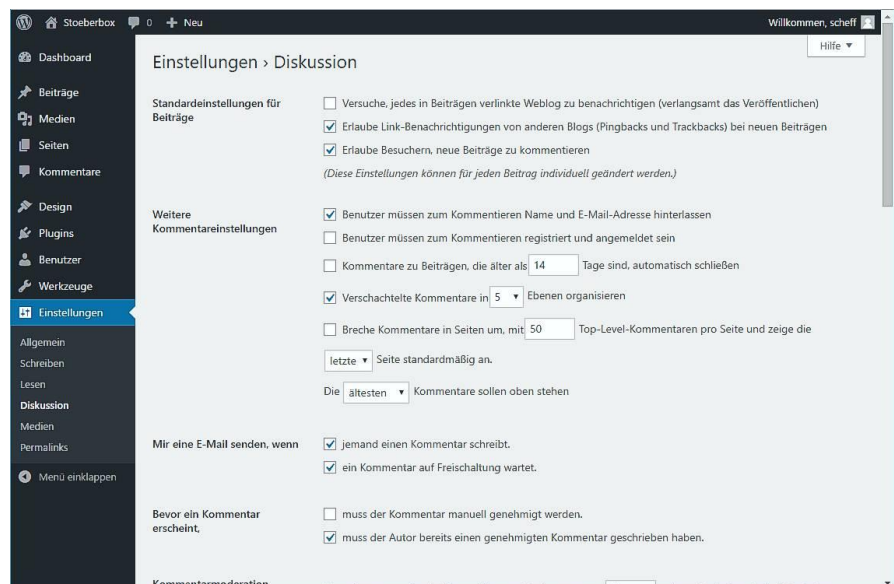 Stoeberbox 0 Neu Willkommen, scheff
Hilfe
Dashboard
Beiträge
Medien
Seiten
Kommentare
Design
Plugins
Benutzer
Werkzeuge
Einstellungen
Allgemein
Schreiben
Lesen
Diskussion
Medien
Permalinks
Menü einklappen
Einstellungen › Diskussion
Standardeinstellungen für
Beiträge
Versuche, jedes in Beiträgen verlinkte Weblog zu benachrichtigen (verlangsamt das Veröffentlichen)
Erlaube Link-Benachrichtigungen von anderen Blogs (Pingbacks und Trackbacks) bei neuen Beiträgen
Erlaube Besuchern, neue Beiträge zu kommentieren
(Diese Einstellungen können für jeden Beitrag individuell geändert werden.)
Weitere
Kommentareinstellungen
Benutzer müssen zum Kommentieren Name und E-Mail-Adresse hinterlassen
Benutzer müssen zum Kommentieren registriert und angemeldet sein
Kommentare zu Beiträgen, die älter als 14 Tage sind, automatisch schließen
Verschachtelte Kommentare in 5 Ebenen organisieren
Breche Kommentare in Seiten um, mit 50 Top-Level-Kommentaren pro Seite und zeige die
letzte Seite standardmäßig an.
Die ältesten Kommentare sollen oben stehen
Mir eine E-Mail senden, wenn
jemand einen Kommentar schreibt.
ein Kommentar auf Freischaltung wartet.
Bevor ein Kommentar
erscheint,
muss der Kommentar manuell genehmigt werden.
muss der Autor bereits einen genehmigten Kommentar geschrieben haben.
Kommentarmoderation